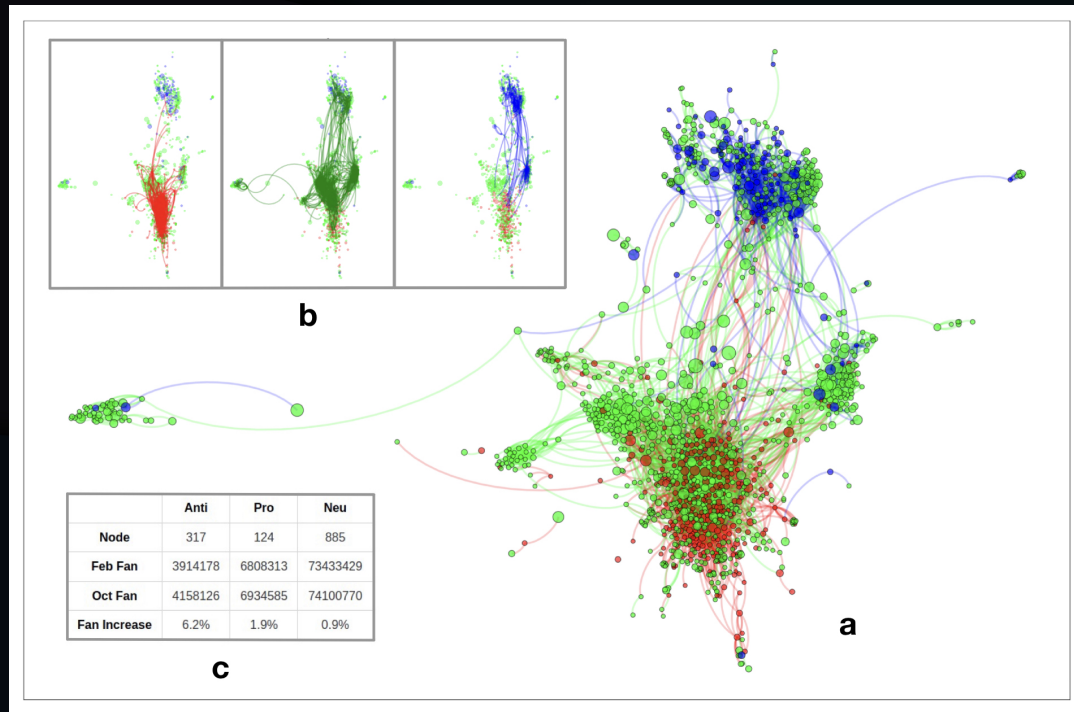 b
Anti Pro Neu
Node 317 124 885
Feb Fan 3914178 6808313 73433429
Oct Fan 4158126 6934585 74100770
Fan Increase 6.2% 1.9% 0.9%
a
c